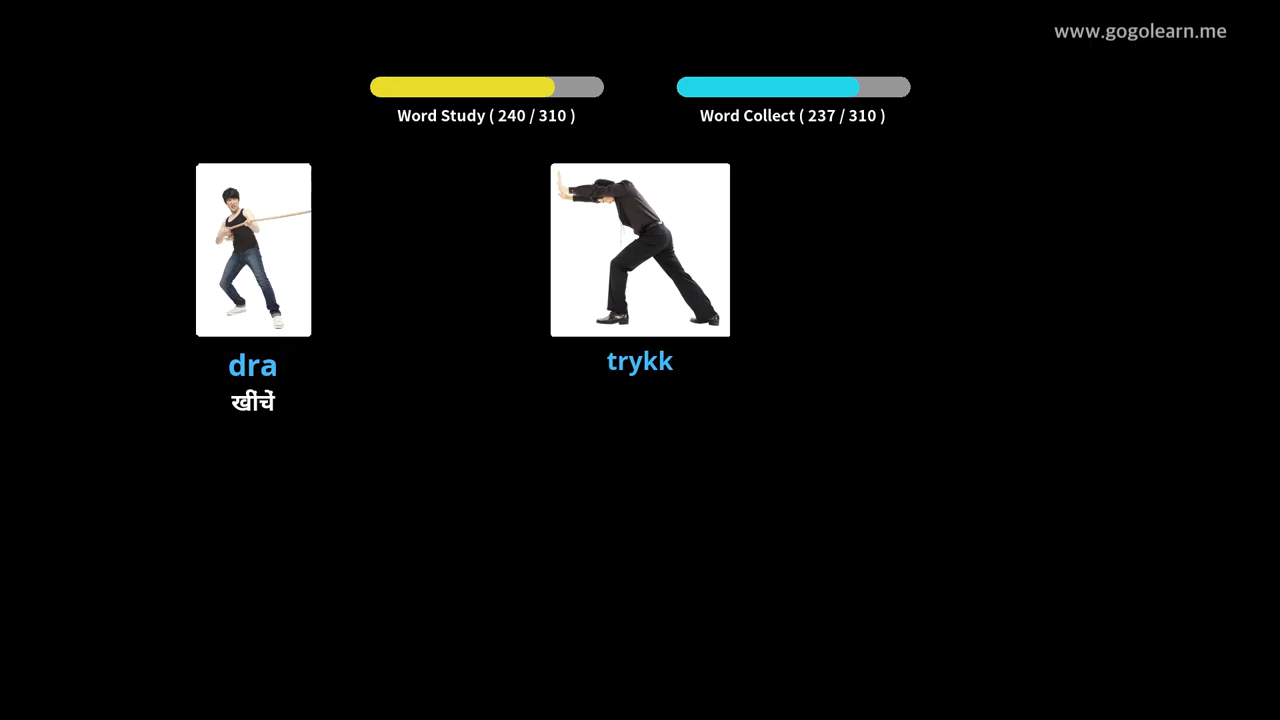 www.gogolearn.me
Word Study ( 240 / 310 )
Word Collect ( 237 / 310 )
dra
trykk
खींचें